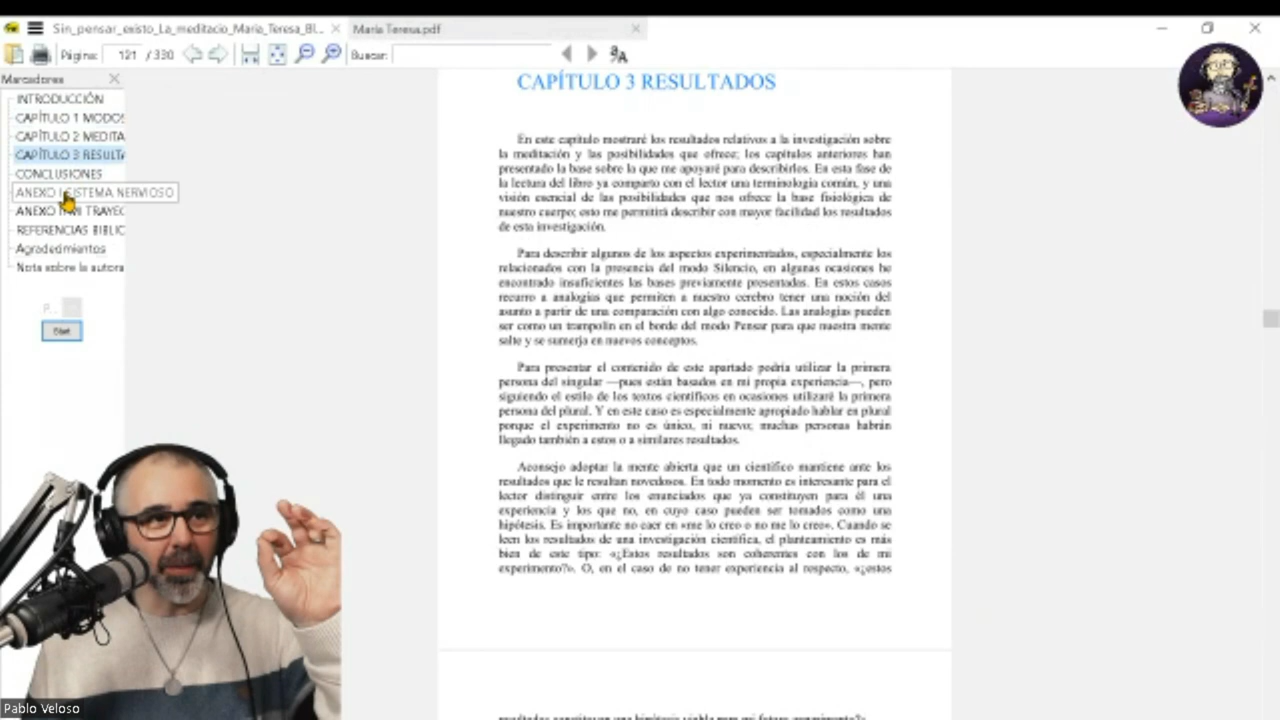 Sin_pensar_existo_La_meditacio_Maria_Teresa_Bl...
Maria Teresa.pdf
Página: 121 / 330
Buscar:
Marcadores
INTRODUCCIÓN
CAPÍTULO 1 MODOS
CAPÍTULO 2 MEDITA
CAPÍTULO 3 RESULTA
CONCLUSIONES
ANEXO I SISTEMA NERVIOSO
ANEXO II MI TRAYEC
REFERENCIAS BIBLIC
Agradecimientos
Nota sobre la autora
P...
Start
CAPÍTULO 3 RESULTADOS
En este capítulo mostraré los resultados relativos a la investigación sobre
la meditación y las posibilidades que ofrece; los capítulos anteriores han
presentado la base sobre la que me apoyaré para describirlos. En esta fase de
la lectura del libro ya comparto con el lector una terminología común, y una
visión esencial de las posibilidades que nos ofrece la base fisiológica de
nuestro cuerpo; esto me permitirá describir con mayor facilidad los resultados
de esta investigación.
Para describir algunos de los aspectos experimentados, especialmente los
relacionados con la presencia del modo Silencio, en algunas ocasiones he
encontrado insuficientes las bases previamente presentadas. En estos casos
recurro a analogías que permiten a nuestro cerebro tener una noción del
asunto a partir de una comparación con algo conocido. Las analogías pueden
ser como un trampolín en el borde del modo Pensar para que nuestra mente
salte y se sumerja en nuevos conceptos.
Para presentar el contenido de este apartado podría utilizar la primera
persona del singular —pues están basados en mi propia experiencia—, pero
siguiendo el estilo de los textos científicos en ocasiones utilizaré la primera
persona del plural. Y en este caso es especialmente apropiado hablar en plural
porque el experimento no es único, ni nuevo; muchas personas habrán
llegado también a estos o a similares resultados.
Aconsejo adoptar la mente abierta que un científico mantiene ante los
resultados que le resultan novedosos. En todo momento es interesante para el
lector distinguir entre los enunciados que ya constituyen para él una
experiencia y los que no, en cuyo caso pueden ser tomados como una
hipótesis. Es importante no caer en «me lo creo o no me lo creo». Cuando se
leen los resultados de una investigación científica, el planteamiento es más
bien de este tipo: «¿Estos resultados son coherentes con los de mi
experimento?». O, en el caso de no tener experiencia al respecto, «¿estos
resultados constituyen una hipótesis viable para mi futuro experimento?»
Pablo Veloso